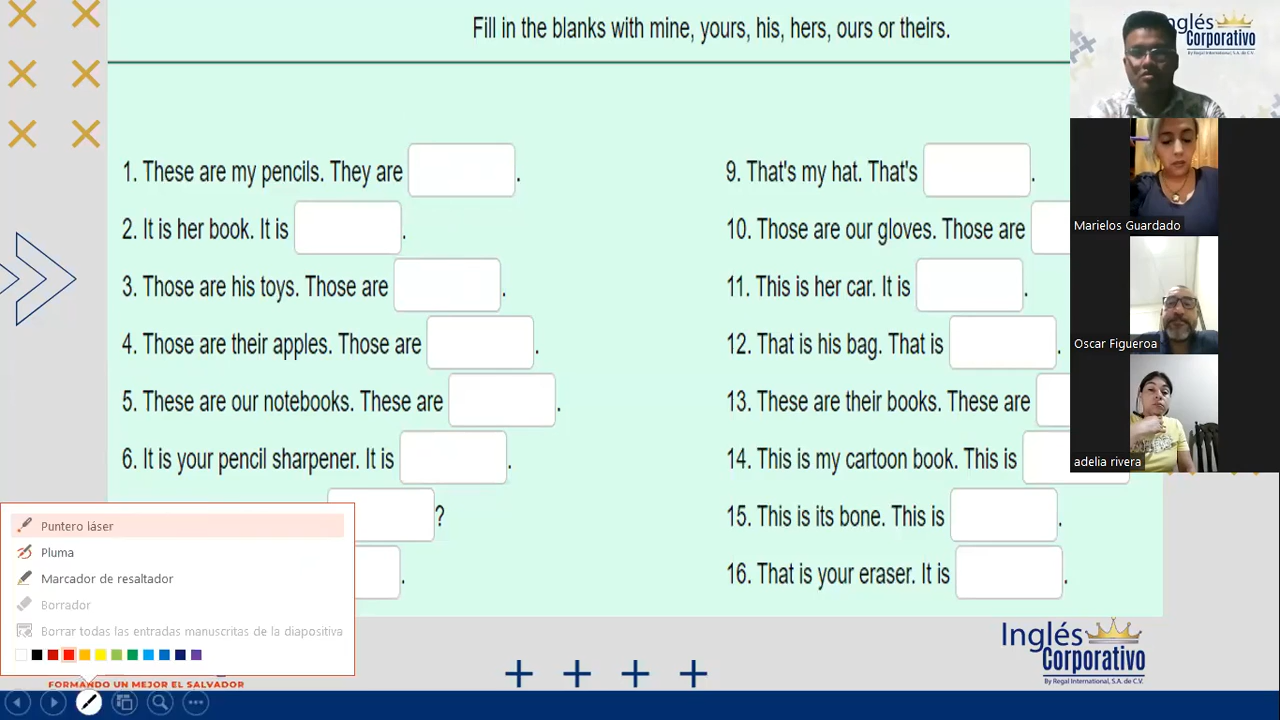 Fill in the blanks with mine, yours, his, hers, ours or theirs.
1. These are my pencils. They are .
2. It is her book. It is .
3. Those are his toys. Those are .
4. Those are their apples. Those are .
5. These are our notebooks. These are .
6. It is your pencil sharpener. It is .
?
.
9. That's my hat. That's .
10. Those are our gloves. Those are
11. This is her car. It is .
12. That is his bag. That is .
13. These are their books. These are
14. This is my cartoon book. This is
15. This is its bone. This is .
16. That is your eraser. It is .
Inglés
Corporativo
By Regal International, S.A. de C.V.
Marielos Guardado
Oscar Figueroa
adelia rivera
Puntero láser
Pluma
Marcador de resaltador
Borrador
Borrar todas las entradas manuscritas de la diapositiva
FORMANDO UN MEJOR EL SALVADOR
Inglés
Corporativo
By Regal International, S.A. de C.V.